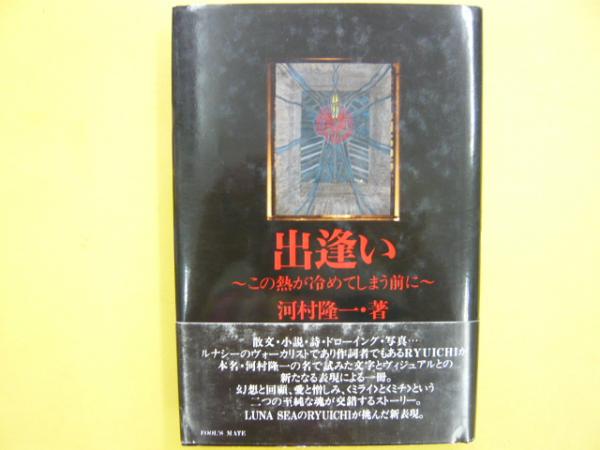 出逢い
～この熱が冷めてしまう前に～
河村隆一・著
散文・小説・詩・ドローイング・写真…
ルナシーのヴォーカリストであり作詞者でもあるRYUICHIが
本名・河村隆一の名で試みた文字とヴィジュアルとの
新たなる表現による一冊。
幻想と回顧、愛と憎しみ、〈ミライ〉と〈ミチ〉という
二つの至純な魂が交錯するストーリー。
LUNA SEAのRYUICHIが挑んだ新表現。
FOOL'S MATE